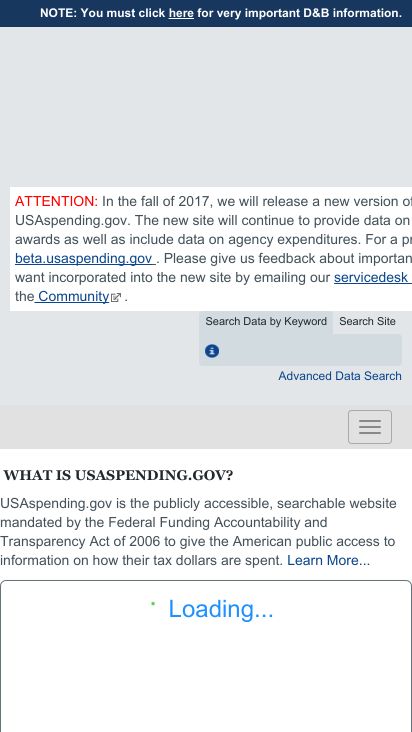 NOTE: You must click here for very important D&B information.
ATTENTION: In the fall of 2017, we will release a new version of
USAspending.gov. The new site will continue to provide data on
awards as well as include data on agency expenditures. For a
beta.usaspending.gov . Please give us feedback about
want incorporated into the new site by emailing our servicedesk
the Community .
Search Data by Keyword Search Site
Advanced Data Search
WHAT IS USASPENDING.GOV?
USAspending.gov is the publicly accessible, searchable website
mandated by the Federal Funding Accountability and
Transparency Act of 2006 to give the American public access to
information on how their tax dollars are spent. Learn More...
Loading...